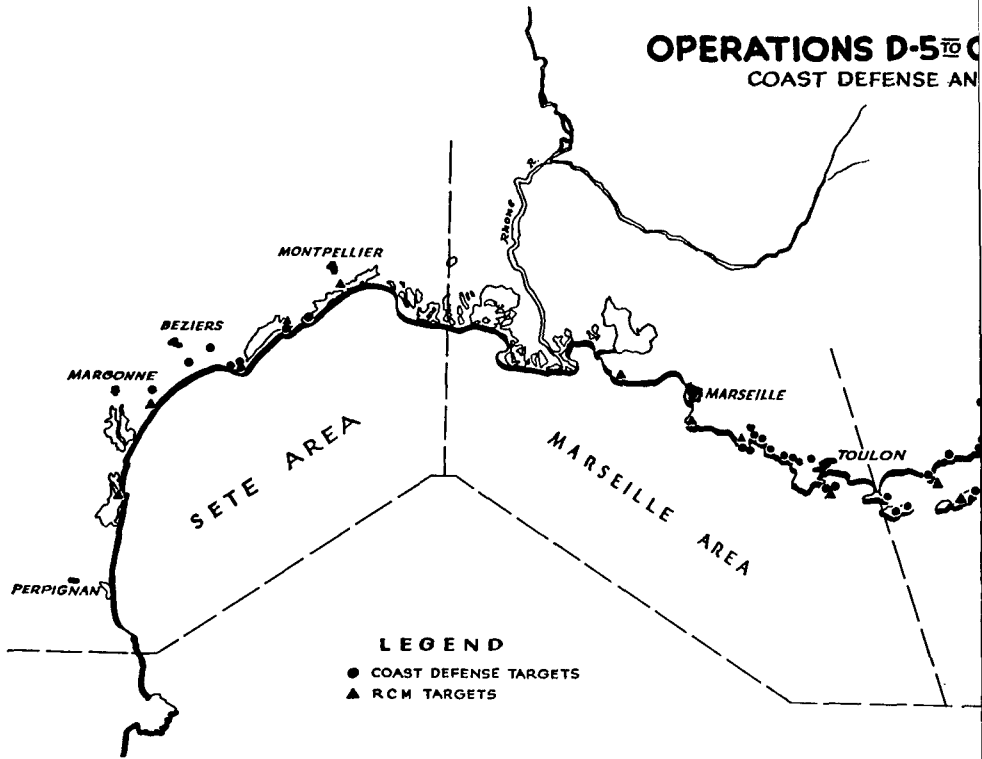 OPERATIONS D-5 TO
COAST DEFENSE AN
R.
Rhone
MONTPELLIER
BEZIERS
MARGONNE
MARSEILLE
TOULON
SETE AREA
MARSEILLE AREA
PERPIGNAN
LEGEND
COAST DEFENSE TARGETS
RCM TARGETS